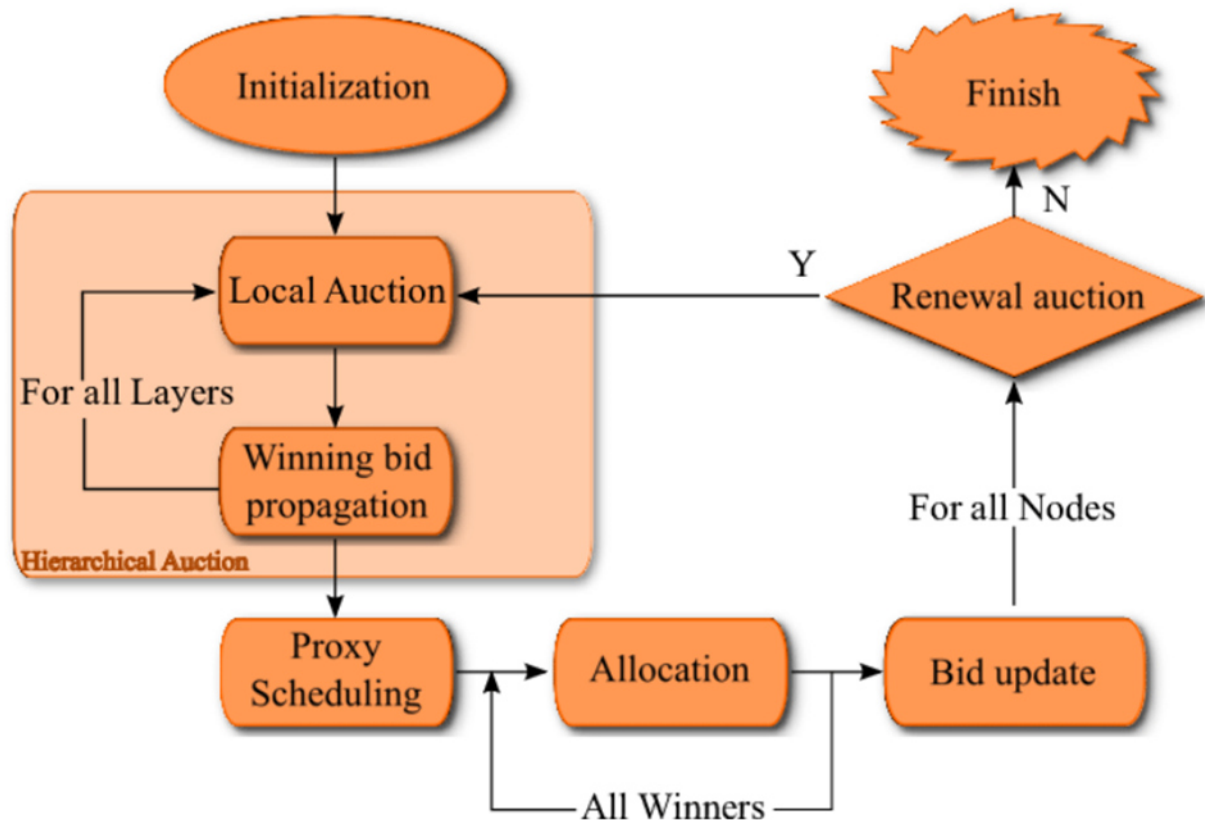 Initialization
Finish
N
Y
Local Auction
Renewal auction
For all Layers
Winning bid
propagation
For all Nodes
Hierarchical Auction
Proxy
Scheduling
Allocation
Bid update
All Winners